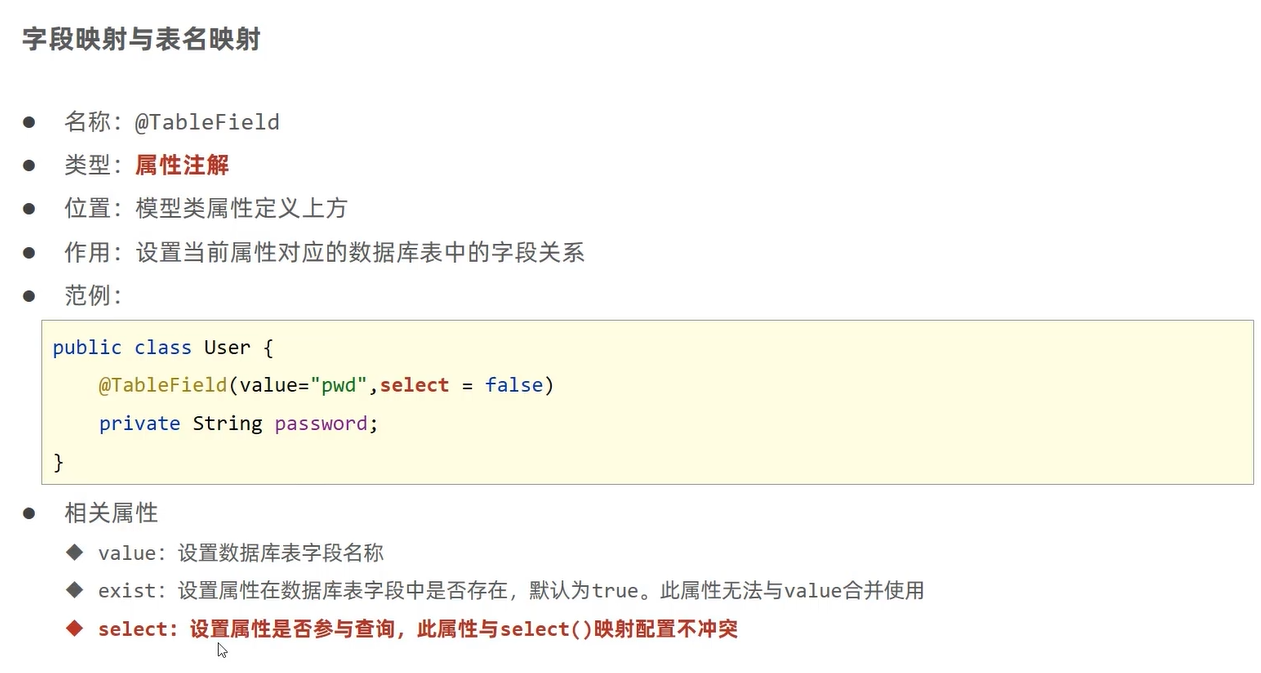 字段映射与表名映射
名称：@TableField
类型：属性注解
位置：模型类属性定义上方
作用：设置当前属性对应的数据库表中的字段关系
范例：
public class User {
@TableField(value="pwd",select = false)
private String password;
}
相关属性
value：设置数据库表字段名称
exist：设置属性在数据库表字段中是否存在，默认为true。此属性无法与value合并使用
select：设置属性是否参与查询，此属性与select()映射配置不冲突